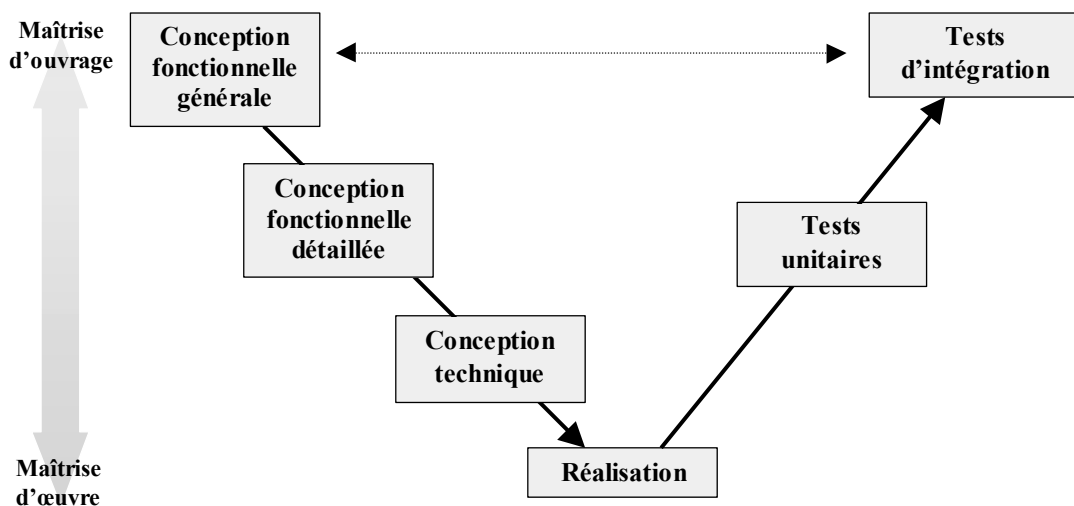 Maîtrise
d’ouvrage
Conception
fonctionnelle
générale
Tests
d’intégration
Conception
fonctionnelle
détaillée
Tests
unitaires
Conception
technique
Réalisation
Maîtrise
d’œuvre